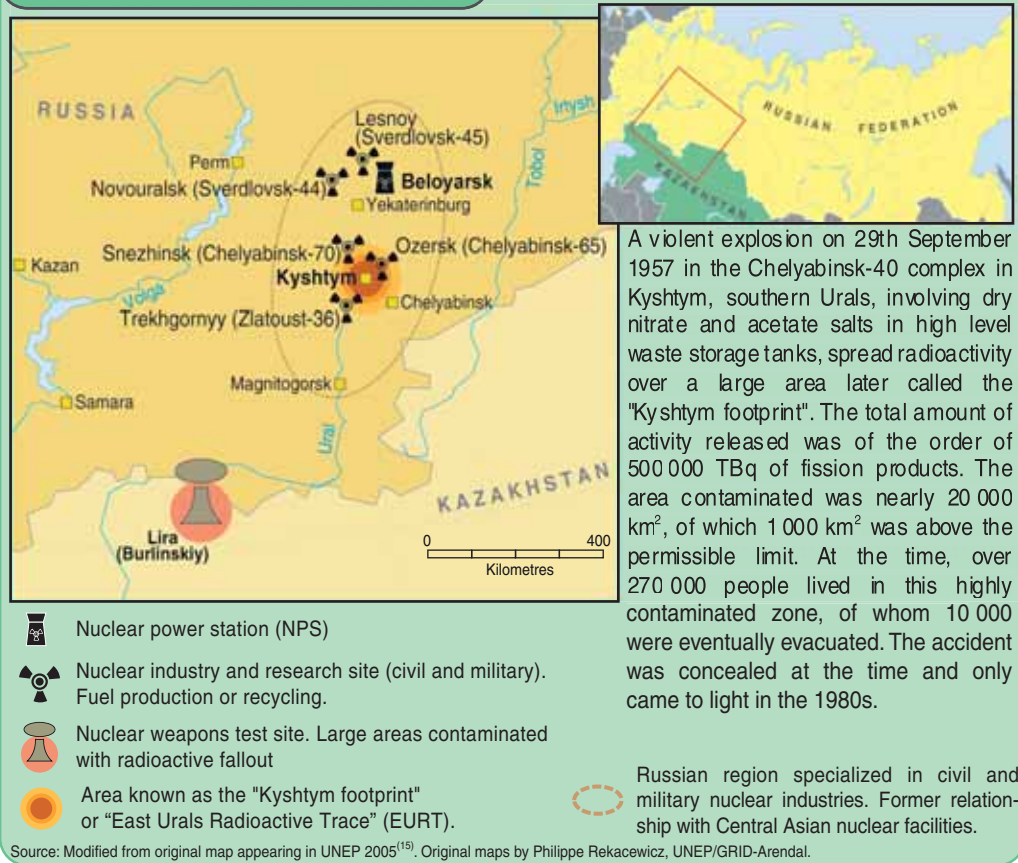 RUSSIA
Irtysh
Tobol
Lesnoy
(Sverdlovsk-45)
Perm
Novouralsk (Sverdlovsk-44)
Beloyarsk
Yekaterinburg
Snezhinsk (Chelyabinsk-70)
Ozersk (Chelyabinsk-65)
Kazan
Kyshtym
Volga
Chelyabinsk
Trekhgornyy (Zlatoust-36)
Magnitogorsk
Samara
Ural
KAZAKHSTAN
Lira
(Burlinskiy)
0 400
Kilometres
RUSSIAN FEDERATION
KAZAKHSTAN
A violent explosion on 29th September
1957 in the Chelyabinsk-40 complex in
Kyshtym, southern Urals, involving dry
nitrate and acetate salts in high level
waste storage tanks, spread radioactivity
over a large area later called the
"Kyshtym footprint". The total amount of
activity released was of the order of
500 000 TBq of fission products. The
area contaminated was nearly 20 000
km², of which 1 000 km² was above the
permissible limit. At the time, over
270 000 people lived in this highly
contaminated zone, of whom 10 000
were eventually evacuated. The accident
was concealed at the time and only
came to light in the 1980s.
Nuclear power station (NPS)
Nuclear industry and research site (civil and military).
Fuel production or recycling.
Nuclear weapons test site. Large areas contaminated
with radioactive fallout
Area known as the "Kyshtym footprint"
or “East Urals Radioactive Trace” (EURT).
Russian region specialized in civil and
military nuclear industries. Former relation-
ship with Central Asian nuclear facilities.
Source: Modified from original map appearing in UNEP 2005(15). Original maps by Philippe Rekacewicz, UNEP/GRID-Arendal.